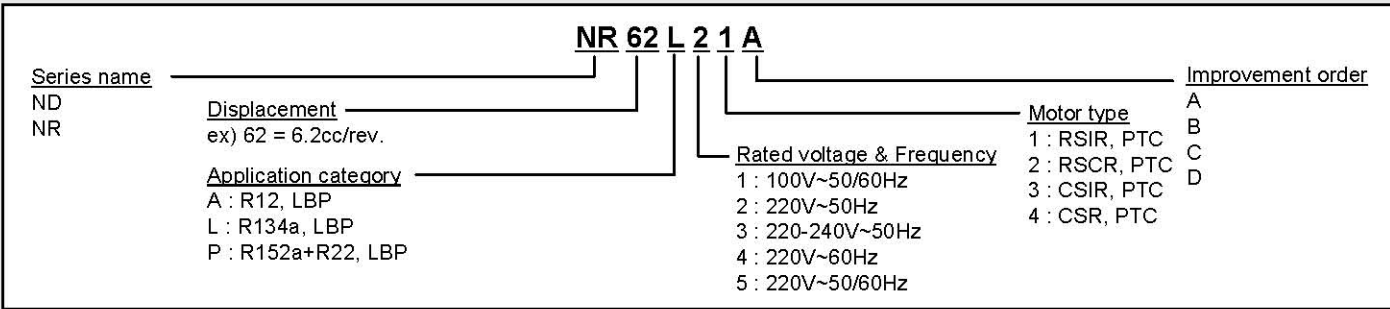 NR 62 L 2 1 A
Series name
ND
NR
Displacement
ex) 62 = 6.2cc/rev.
Application category
A : R12, LBP
L : R134a, LBP
P : R152a+R22, LBP
Rated voltage & Frequency
1 : 100V~50/60Hz
2 : 220V~50Hz
3 : 220-240V~50Hz
4 : 220V~60Hz
5 : 220V~50/60Hz
Motor type
1 : RSIR, PTC
2 : RSCR, PTC
3 : CSIR, PTC
4 : CSR, PTC
Improvement order
A
B
C
D